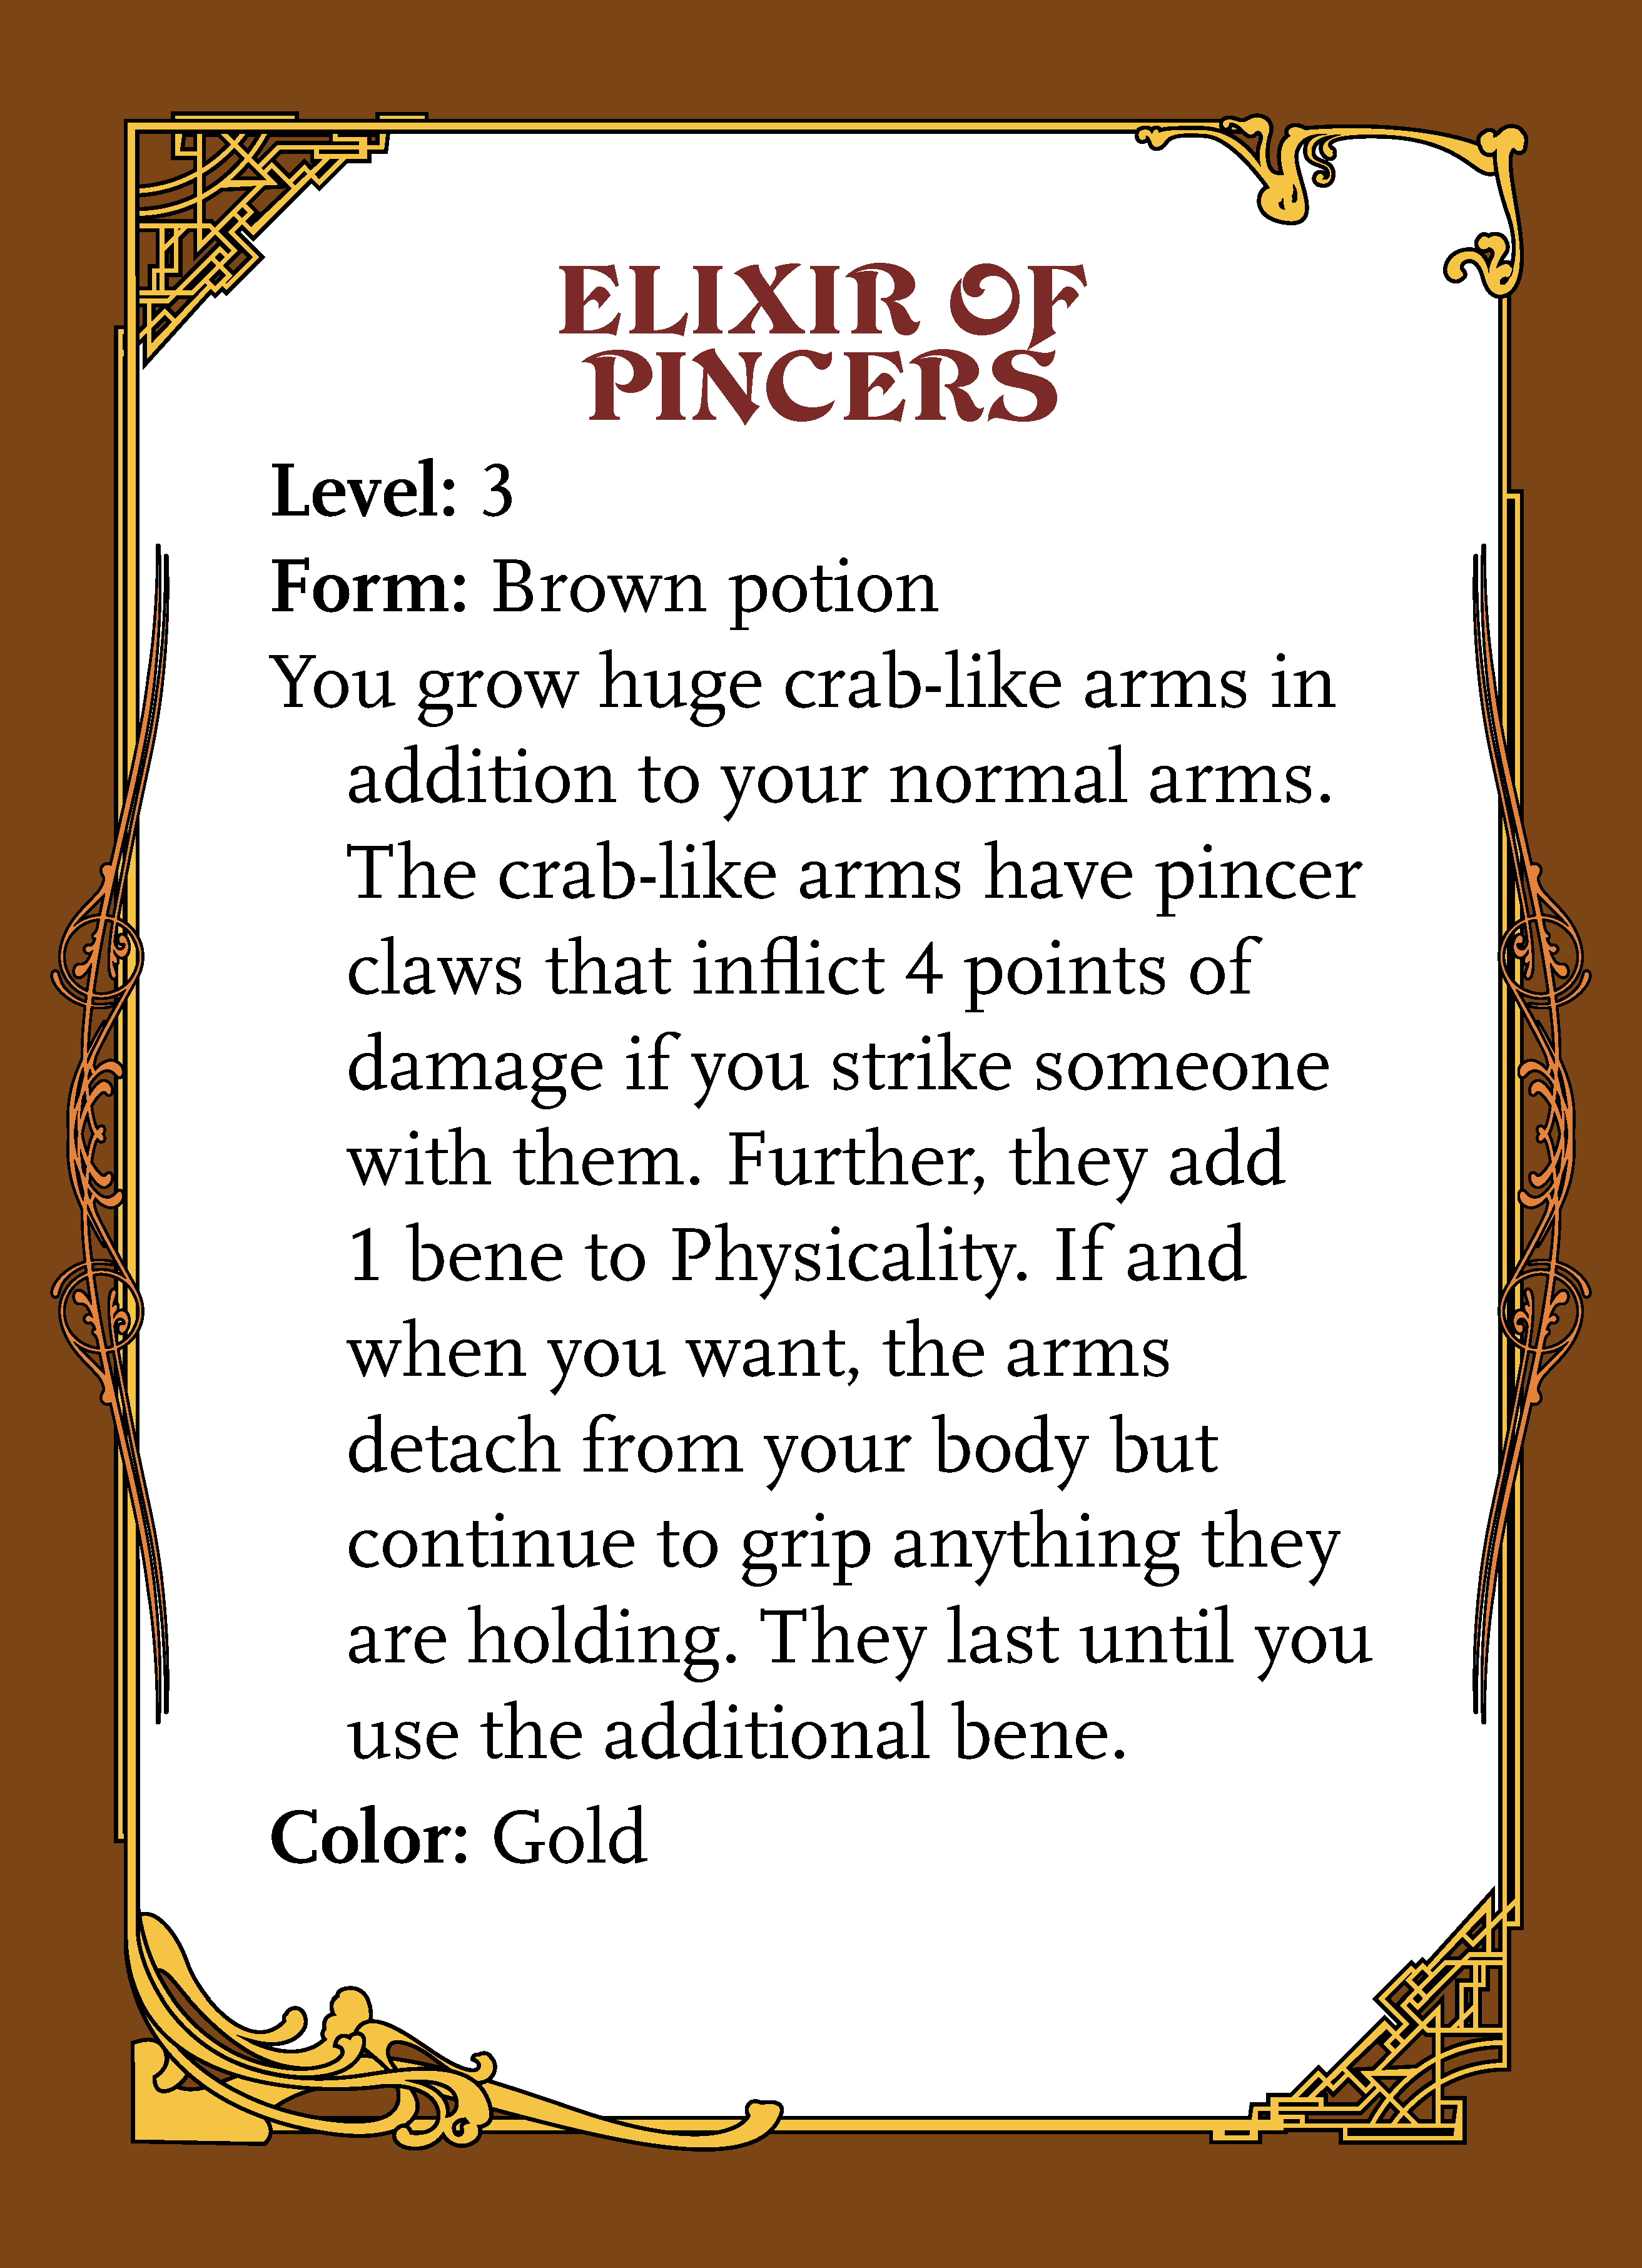 ELIXIR OF
PINCERS
Level: 3
Form: Brown potion
You grow huge crab-like arms in
addition to your normal arms.
The crab-like arms have pincer
claws that inflict 4 points of
damage if you strike someone
with them. Further, they add
1 bene to Physicality. If and
when you want, the arms
detach from your body but
continue to grip anything they
are holding. They last until you
use the additional bene.
Color: Gold